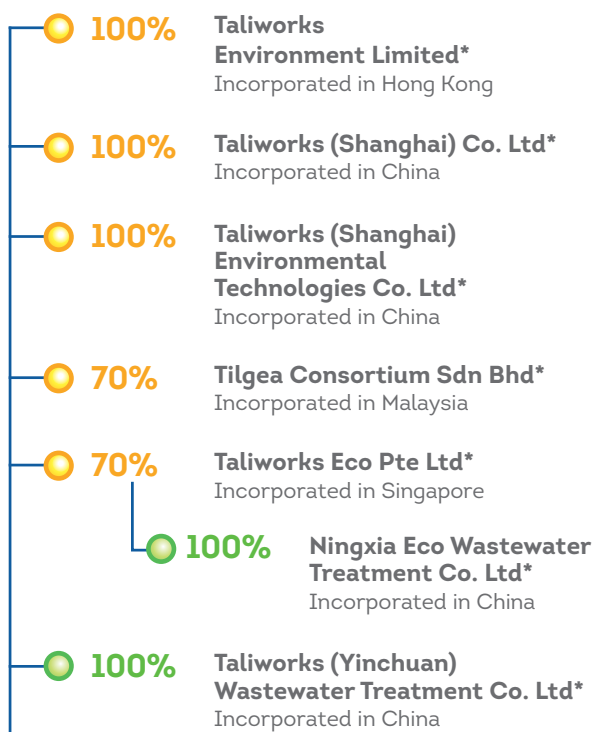 100% Taliworks
Environment Limited*
Incorporated in Hong Kong
100% Taliworks (Shanghai) Co. Ltd*
Incorporated in China
100% Taliworks (Shanghai)
Environmental
Technologies Co. Ltd*
Incorporated in China
70% Tilgea Consortium Sdn Bhd*
Incorporated in Malaysia
70% Taliworks Eco Pte Ltd*
Incorporated in Singapore
100% Ningxia Eco Wastewater
Treatment Co. Ltd*
Incorporated in China
100% Taliworks (Yinchuan)
Wastewater Treatment Co. Ltd*
Incorporated in China